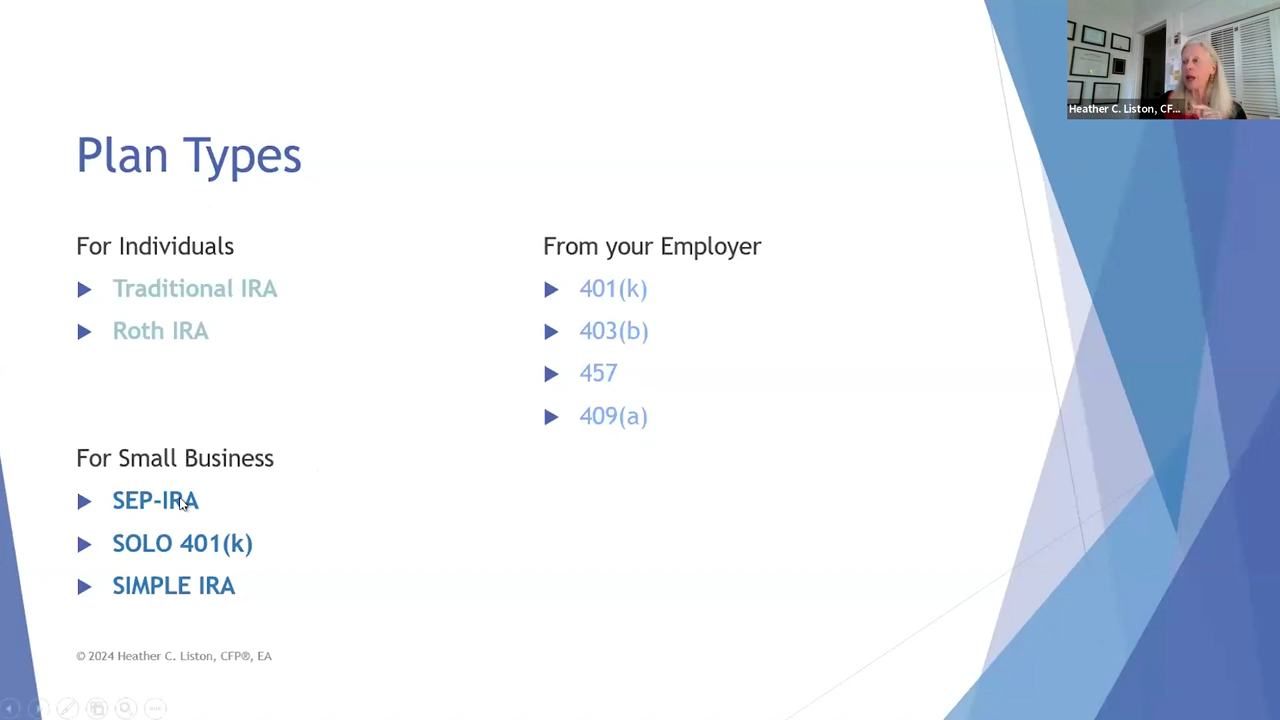 Heather C. Liston, CF...
Plan Types
For Individuals
Traditional IRA
Roth IRA
For Small Business
SEP-IRA
SOLO 401(k)
SIMPLE IRA
From your Employer
401(k)
403(b)
457
409(a)
© 2024 Heather C. Liston, CFP®, EA